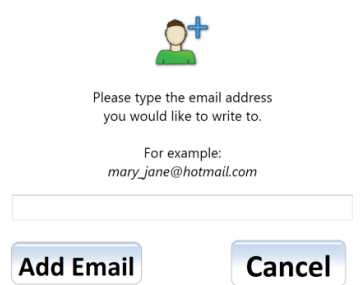 Please type the email address
you would like to write to.
For example:
mary_jane@hotmail.com
Add Email
Cancel